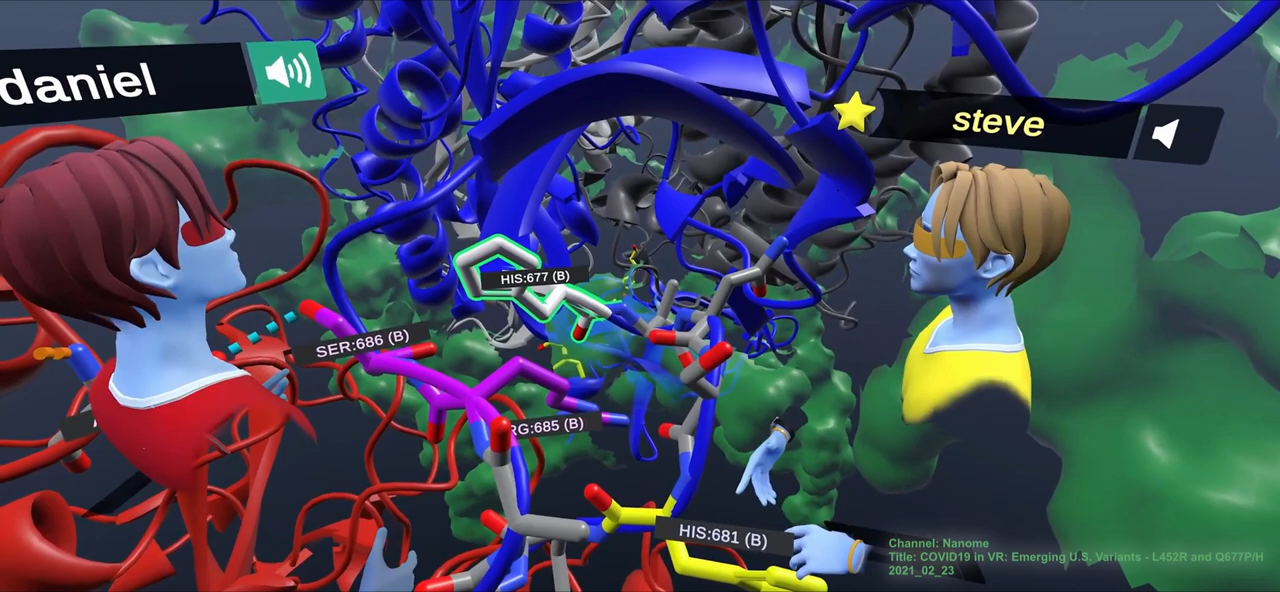 daniel
steve
HIS:677 (B)
SER:686 (B)
RG:685 (B)
HIS:681 (B)
Channel: Nanome
Title: COVID19 in VR: Emerging U.S. Variants - L452R and Q677P/H
2021_02_23